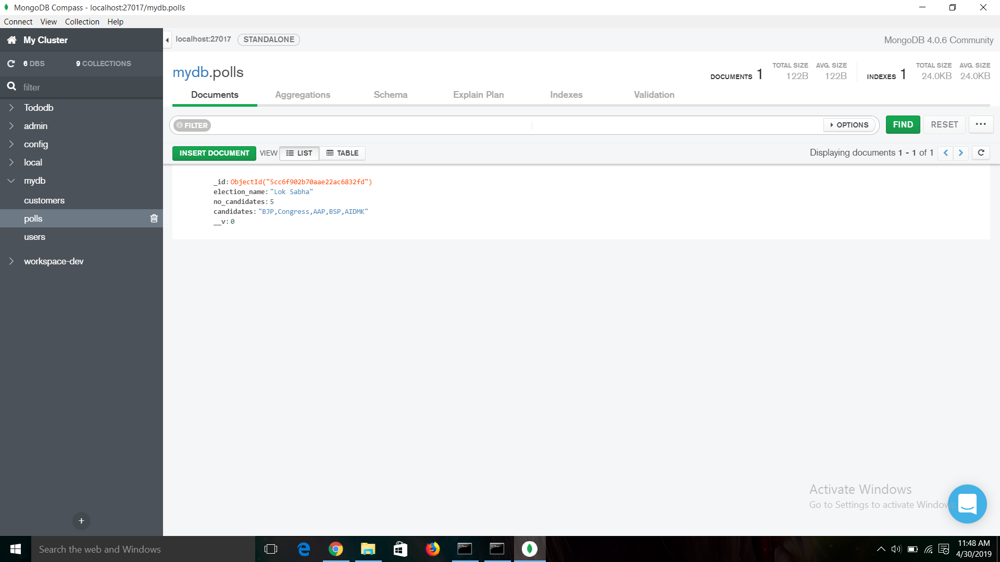 MongoDB Compass - localhost:27017/mydb.polls
Connect View Collection Help
My Cluster
localhost:27017 STANDALONE
MongoDB 4.0.6 Community
6 DBS 9 COLLECTIONS
filter
Tododb
admin
config
local
mydb
customers
polls
users
workspace-dev
+
mydb.polls
DOCUMENTS 1 TOTAL SIZE 122B AVG. SIZE 122B INDEXES 1 TOTAL SIZE 24.0KB AVG. SIZE 24.0KB
Documents Aggregations Schema Explain Plan Indexes Validation
FILTER OPTIONS FIND RESET ...
INSERT DOCUMENT VIEW LIST TABLE Displaying documents 1 - 1 of 1
_id: ObjectId("5cc6f902b70aae22ac6832fd")
election_name: "Lok Sabha"
no_candidates: 5
candidates: "BJP,Congress,AAP,BSP,AIDMK"
__v: 0
Activate Windows
Go to Settings to activate Windows.
Search the web and Windows
11:48 AM
4/30/2019